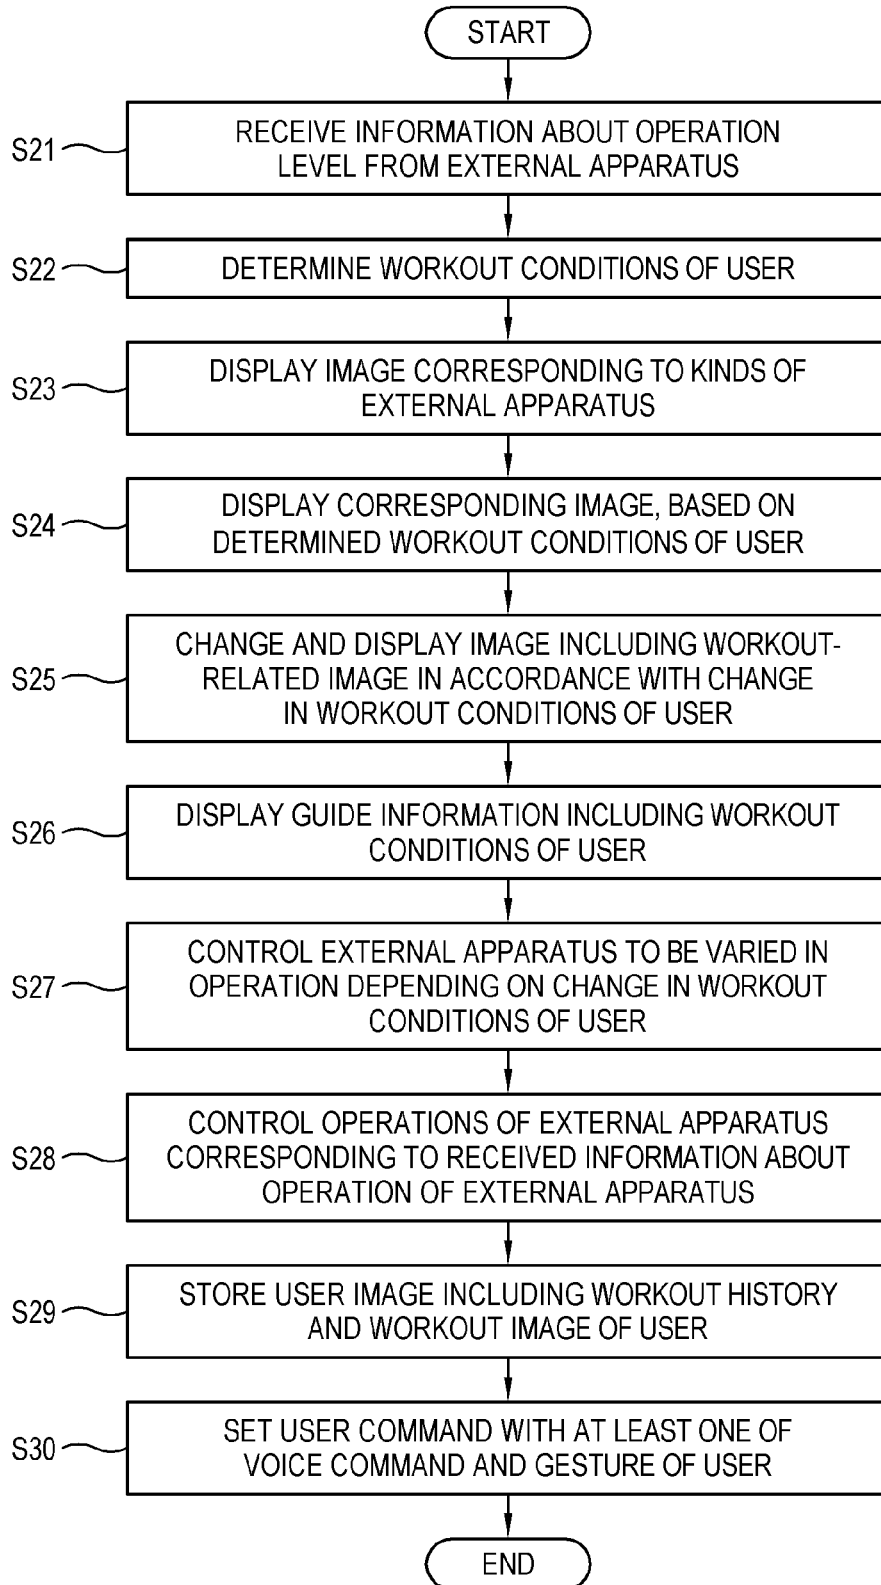 START
S21
RECEIVE INFORMATION ABOUT OPERATION
LEVEL FROM EXTERNAL APPARATUS
S22
DETERMINE WORKOUT CONDITIONS OF USER
S23
DISPLAY IMAGE CORRESPONDING TO KINDS OF
EXTERNAL APPARATUS
S24
DISPLAY CORRESPONDING IMAGE, BASED ON
DETERMINED WORKOUT CONDITIONS OF USER
S25
CHANGE AND DISPLAY IMAGE INCLUDING WORKOUT-
RELATED IMAGE IN ACCORDANCE WITH CHANGE
IN WORKOUT CONDITIONS OF USER
S26
DISPLAY GUIDE INFORMATION INCLUDING WORKOUT
CONDITIONS OF USER
S27
CONTROL EXTERNAL APPARATUS TO BE VARIED IN
OPERATION DEPENDING ON CHANGE IN WORKOUT
CONDITIONS OF USER
S28
CONTROL OPERATIONS OF EXTERNAL APPARATUS
CORRESPONDING TO RECEIVED INFORMATION ABOUT
OPERATION OF EXTERNAL APPARATUS
S29
STORE USER IMAGE INCLUDING WORKOUT HISTORY
AND WORKOUT IMAGE OF USER
S30
SET USER COMMAND WITH AT LEAST ONE OF
VOICE COMMAND AND GESTURE OF USER
END